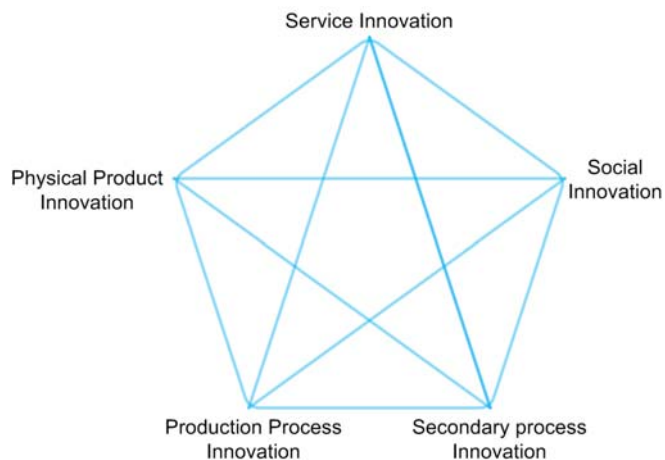 Service Innovation
Physical Product
Innovation
Social
Innovation
Production Process
Innovation
Secondary process
Innovation